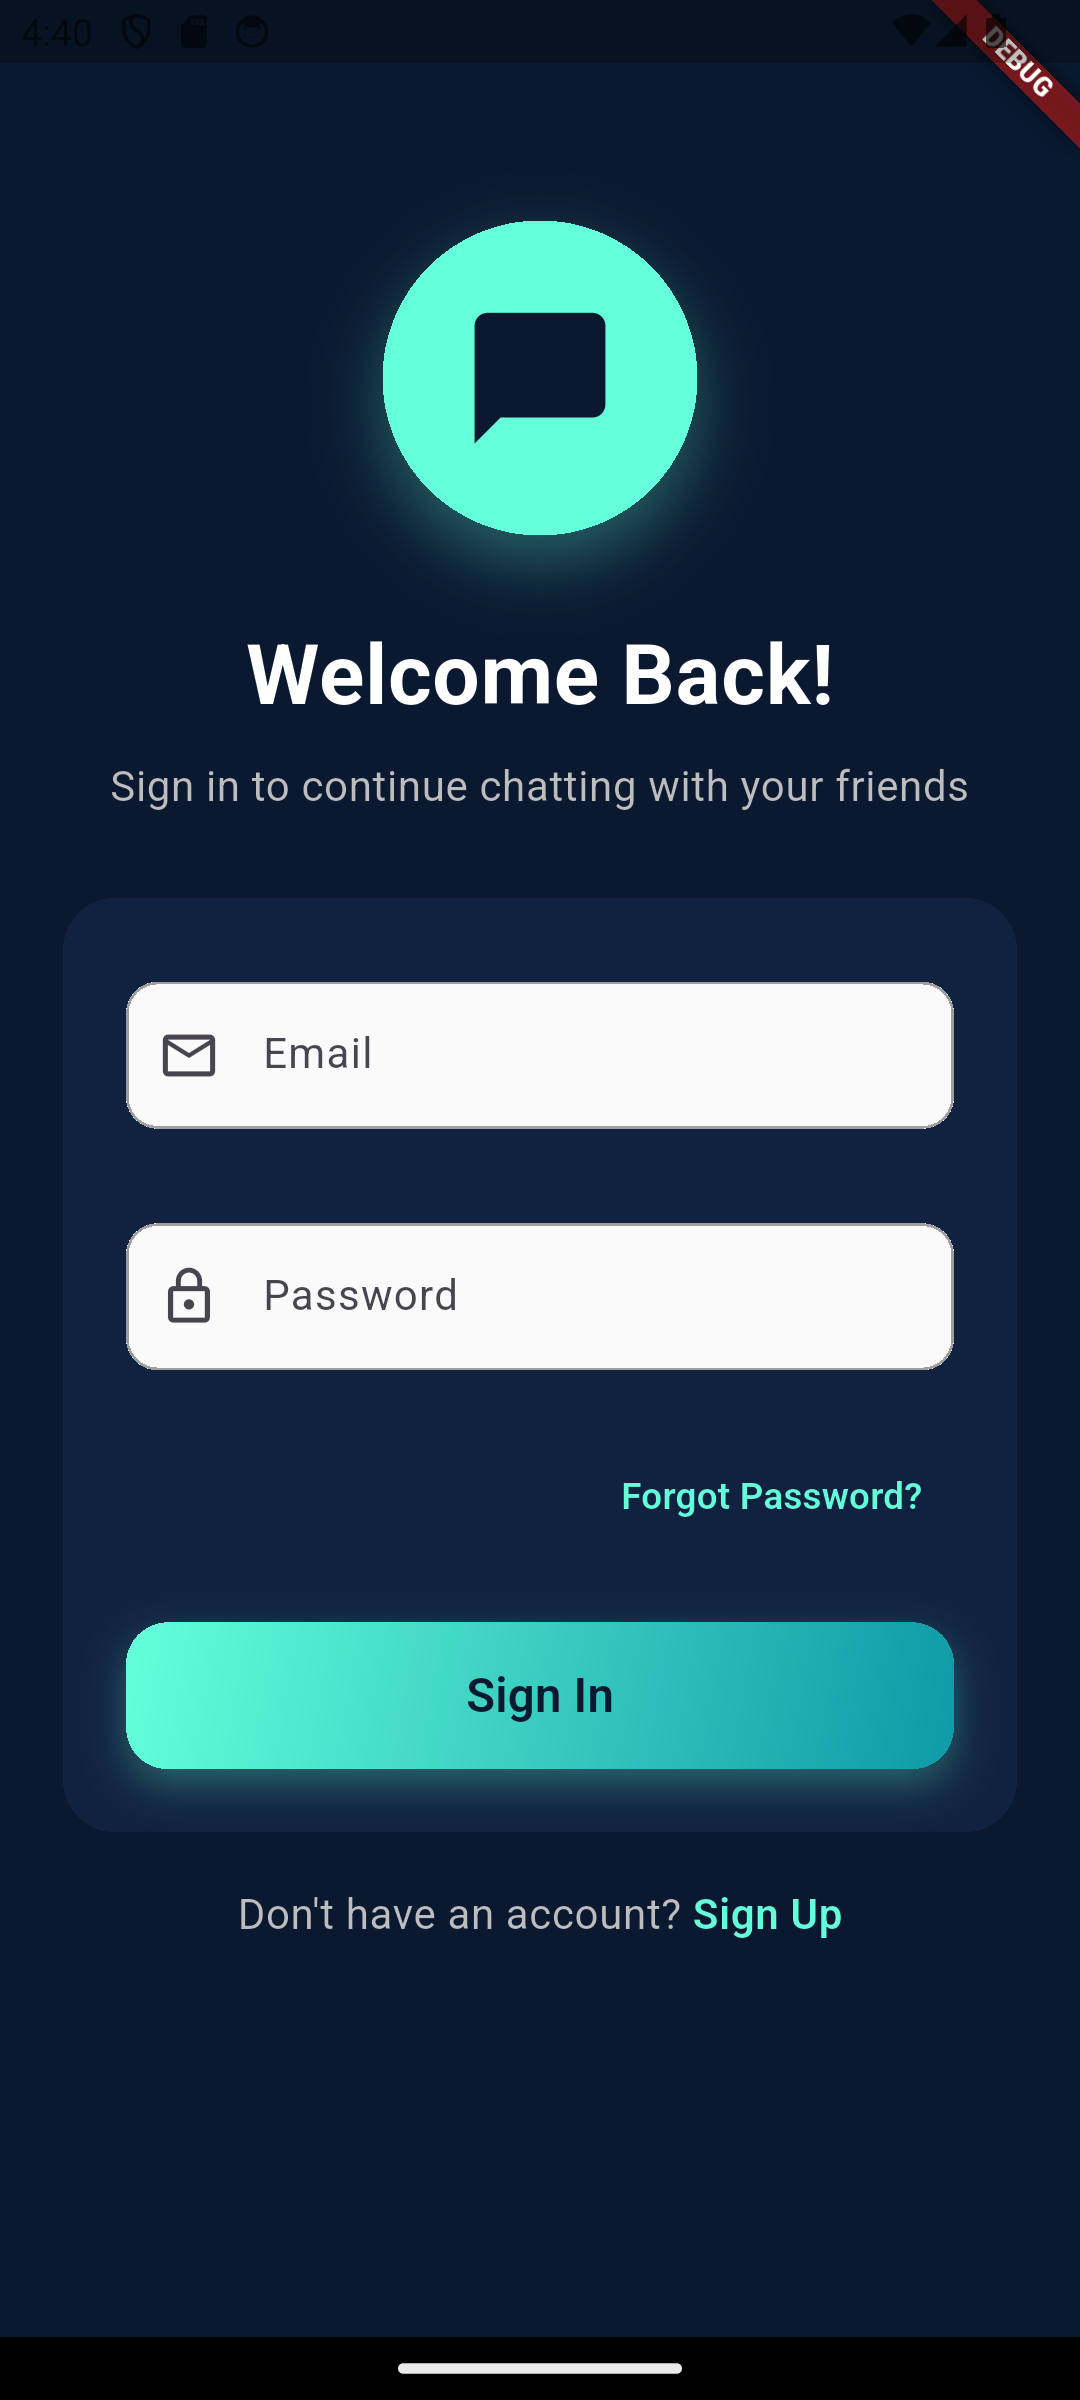 4:40
DEBUG
Welcome Back!
Sign in to continue chatting with your friends
Email
Password
Forgot Password?
Sign In
Don't have an account? Sign Up